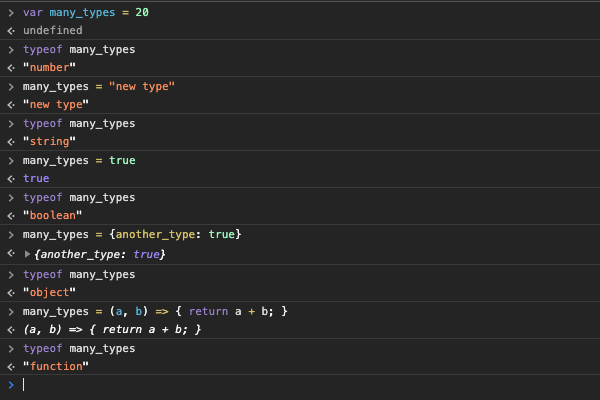 > var many_types = 20
<· undefined
> typeof many_types
<· "number"
> many_types = "new type"
<· "new type"
> typeof many_types
<· "string"
> many_types = true
<· true
> typeof many_types
<· "boolean"
> many_types = {another_type: true}
<· ▶ {another_type: true}
> typeof many_types
<· "object"
> many_types = (a, b) => { return a + b; }
<· (a, b) => { return a + b; }
> typeof many_types
<· "function"
>